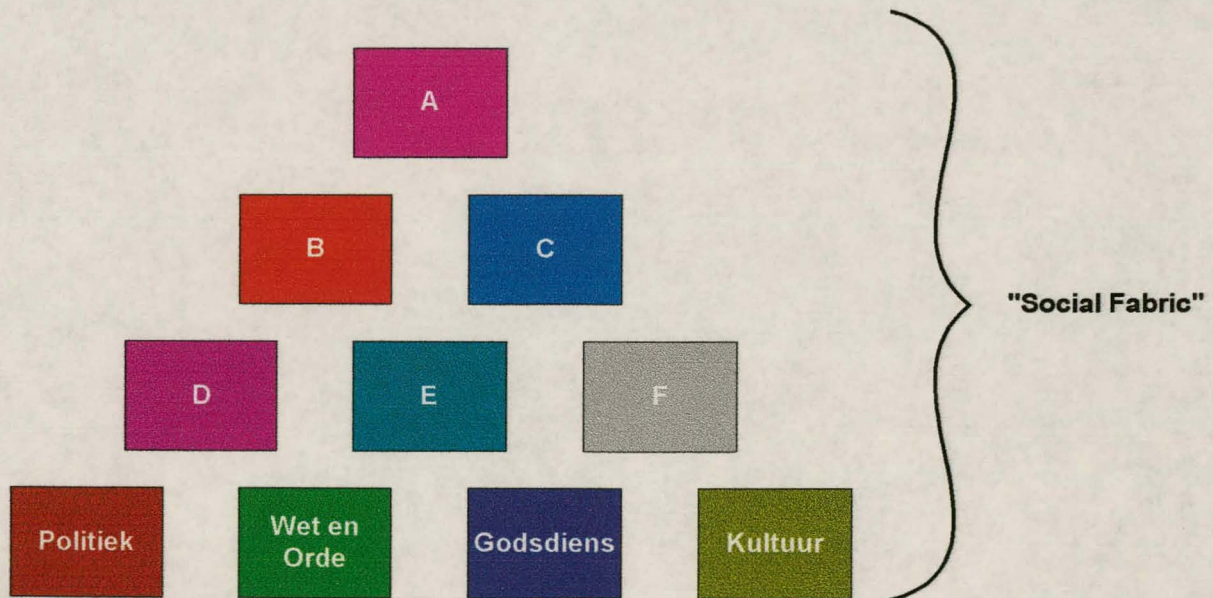 A
B
C
"Social Fabric"
D
E
F
Politiek
Wet en
Orde
Godsdiens
Kultuur